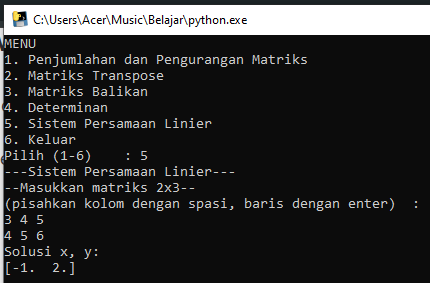 C:\Users\Acer\Music\Belajar\python.exe
MENU
1. Penjumlahan dan Pengurangan Matriks
2. Matriks Transpose
3. Matriks Balikan
4. Determinan
5. Sistem Persamaan Linier
6. Keluar
Pilih (1-6)    : 5
---Sistem Persamaan Linier---
--Masukkan matriks 2x3--
(pisahkan kolom dengan spasi, baris dengan enter)  :
3 4 5
4 5 6
Solusi x, y:
[-1.  2.]